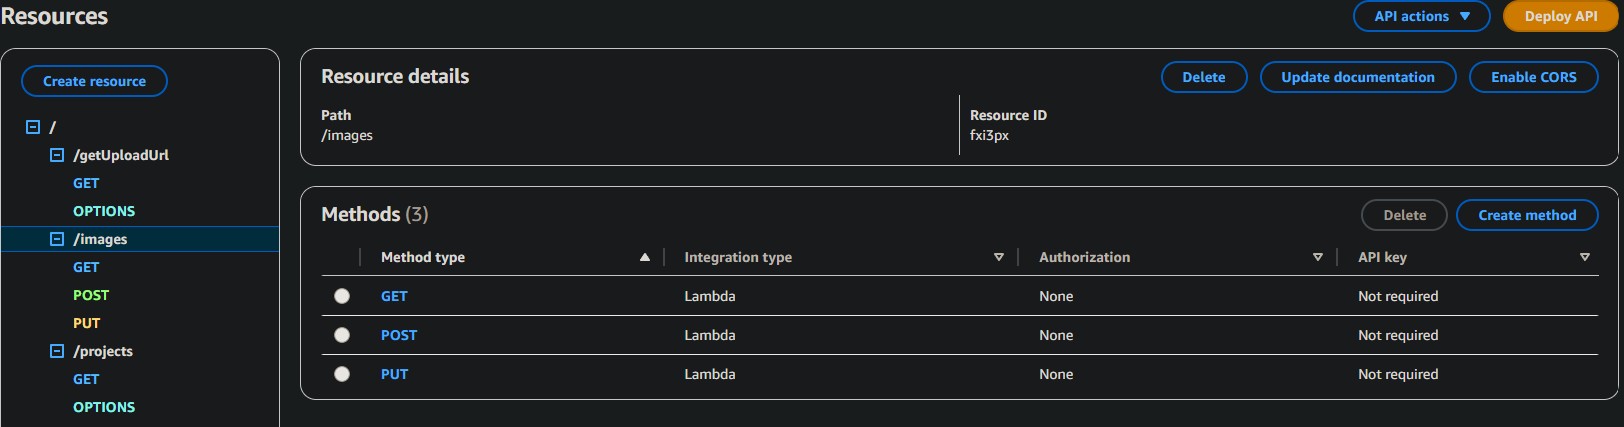 Resources
API actions
Deploy API
Create resource
/
/getUploadUrl
GET
OPTIONS
/images
GET
POST
PUT
/projects
GET
OPTIONS
Resource details
Delete
Update documentation
Enable CORS
Path
/images
Resource ID
fxi3px
Methods (3)
Delete
Create method
Method type Integration type Authorization API key
GET Lambda None Not required
POST Lambda None Not required
PUT Lambda None Not required